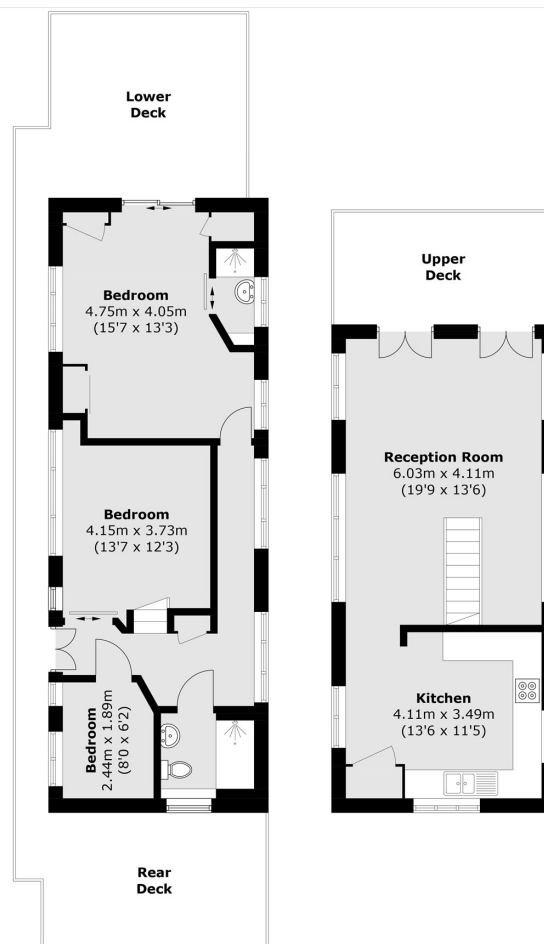 Lower
Deck
Bedroom
4.75m x 4.05m
(15'7 x 13'3)
Bedroom
4.15m x 3.73m
(13'7 x 12'3)
Bedroom
2.44m x 1.89m
(8'0 x 6'2)
Rear
Deck
Upper
Deck
Reception Room
6.03m x 4.11m
(19'9 x 13'6)
Kitchen
4.11m x 3.49m
(13'6 x 11'5)